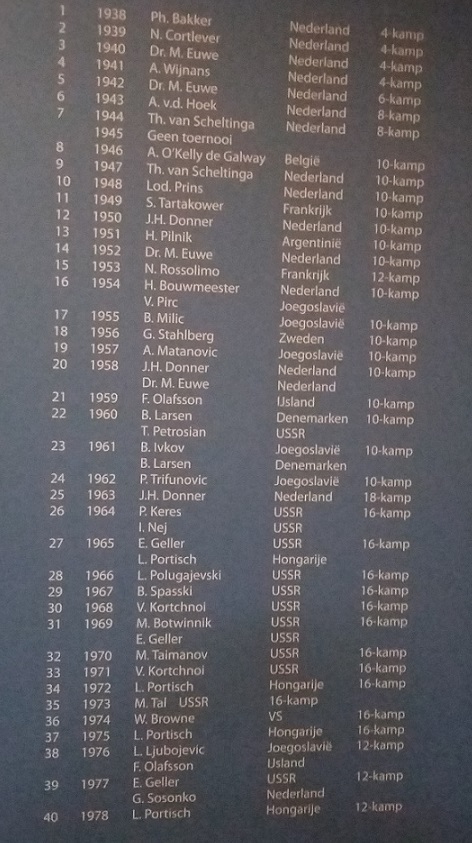 1 1938 Ph. Bakker Nederland 4-kamp
2 1939 N. Cortlever Nederland 4-kamp
3 1940 Dr. M. Euwe Nederland 4-kamp
4 1941 A. Wijnans Nederland 4-kamp
5 1942 Dr. M. Euwe Nederland 6-kamp
6 1943 A. v.d. Hoek Nederland 8-kamp
7 1944 Th. van Scheltinga Nederland 8-kamp
1945 Geen toernooi
8 1946 A. O'Kelly de Galway België 10-kamp
9 1947 Th. van Scheltinga Nederland 10-kamp
10 1948 Lod. Prins Nederland 10-kamp
11 1949 S. Tartakower Frankrijk 10-kamp
12 1950 J.H. Donner Nederland 10-kamp
13 1951 H. Pilnik Argentinië 10-kamp
14 1952 Dr. M. Euwe Nederland 10-kamp
15 1953 N. Rossolimo Frankrijk 12-kamp
16 1954 H. Bouwmeester Nederland 10-kamp
V. Pirc Joegoslavië
17 1955 B. Milic Joegoslavië 10-kamp
18 1956 G. Stahlberg Zweden 10-kamp
19 1957 A. Matanovic Joegoslavië 10-kamp
20 1958 J.H. Donner Nederland 10-kamp
Dr. M. Euwe Nederland
21 1959 F. Olafsson IJsland 10-kamp
22 1960 B. Larsen Denemarken 10-kamp
T. Petrosian USSR
23 1961 B. Ivkov Joegoslavië 10-kamp
B. Larsen Denemarken
24 1962 P. Trifunovic Joegoslavië 10-kamp
25 1963 J.H. Donner Nederland 18-kamp
26 1964 P. Keres USSR 16-kamp
I. Nej USSR
27 1965 E. Geller USSR 16-kamp
L. Portisch Hongarije
28 1966 L. Polugajevski USSR 16-kamp
29 1967 B. Spasski USSR 16-kamp
30 1968 V. Kortchnoi USSR 16-kamp
31 1969 M. Botwinnik USSR 16-kamp
E. Geller USSR
32 1970 M. Taimanov USSR 16-kamp
33 1971 V. Kortchnoi USSR 16-kamp
34 1972 L. Portisch Hongarije 16-kamp
35 1973 M. Tal USSR 16-kamp
36 1974 W. Browne VS 16-kamp
37 1975 L. Portisch Hongarije 16-kamp
38 1976 L. Ljubojevic Joegoslavië 12-kamp
F. Olafsson IJsland
39 1977 E. Geller USSR 12-kamp
G. Sosonko Nederland
40 1978 L. Portisch Hongarije 12-kamp